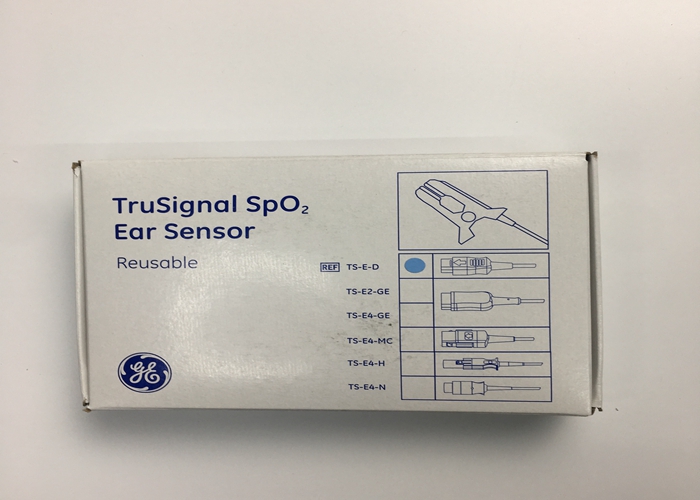 TruSignal SpO₂
Ear Sensor
Reusable
REF TS-E-D
TS-E2-GE
TS-E4-GE
TS-E4-MC
TS-E4-H
TS-E4-N
GE